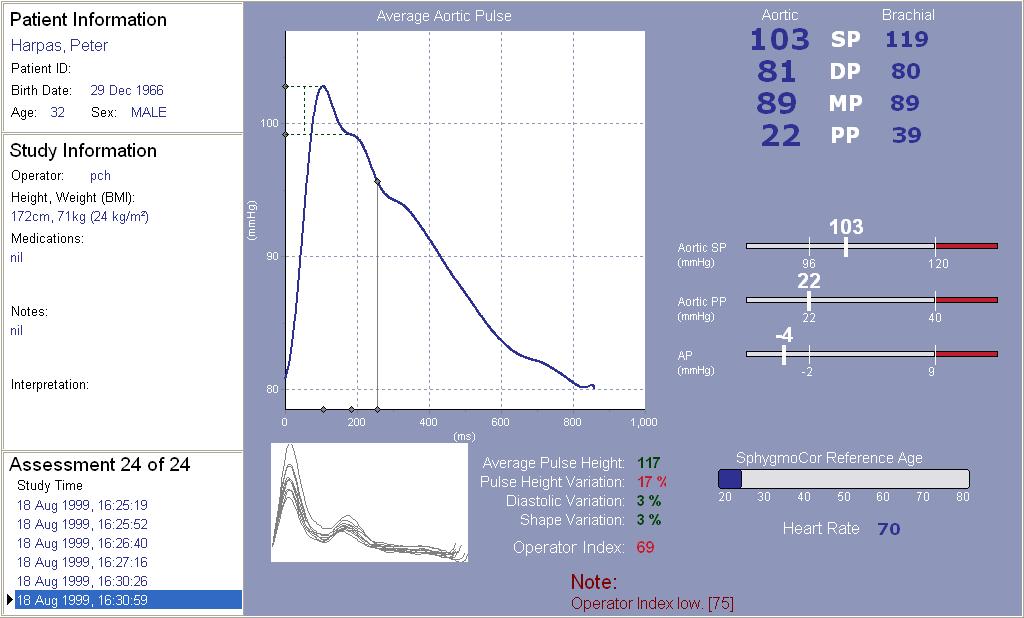 Patient Information
Harpas, Peter
Patient ID:
Birth Date: 29 Dec 1966
Age: 32 Sex: MALE
Study Information
Operator: pch
Height, Weight (BMI):
172cm, 71kg (24 kg/m²)
Medications:
nil
Notes:
nil
Interpretation:
Assessment 24 of 24
Study Time
18 Aug 1999, 16:25:19
18 Aug 1999, 16:25:52
18 Aug 1999, 16:26:40
18 Aug 1999, 16:27:16
18 Aug 1999, 16:30:26
18 Aug 1999, 16:30:59
Average Aortic Pulse
100
90
80
(mmHg)
0 200 400 600 800 1,000
(ms)
Average Pulse Height: 117
Pulse Height Variation: 17 %
Diastolic Variation: 3 %
Shape Variation: 3 %
Operator Index: 69
Note:
Operator Index low. [75]
Aortic Brachial
103 SP 119
81 DP 80
89 MP 89
22 PP 39
103
Aortic SP
(mmHg)
96 120
22
Aortic PP
(mmHg)
22 40
-4
AP
(mmHg)
-2 9
SphygmoCor Reference Age
20 30 40 50 60 70 80
Heart Rate 70